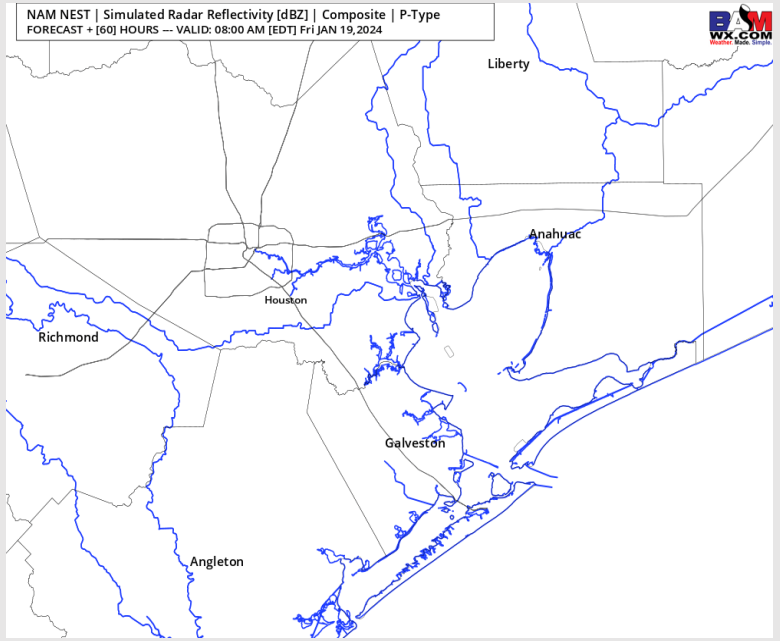 NAM NEST | Simulated Radar Reflectivity [dBZ] | Composite | P-Type
FORECAST + [60] HOURS --- VALID: 08:00 AM [EDT] Fri JAN 19,2024
BAM
WX.COM
Weather. Made. Simple.
Liberty
Anahuac
Houston
Richmond
Galveston
Angleton